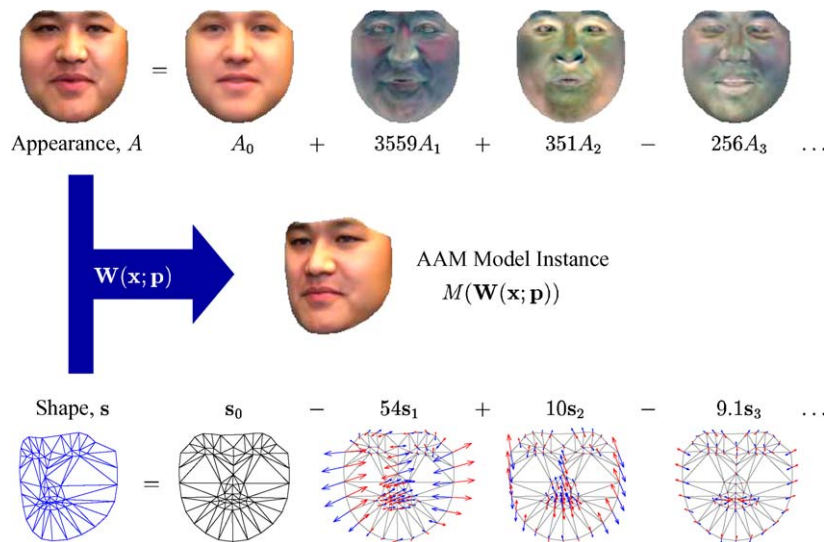 =
Appearance, A A₀ + 3559A₁ + 351A₂ − 256A₃ ...
W(x; p)
AAM Model Instance
M(W(x; p))
Shape, s s₀ − 54s₁ + 10s₂ − 9.1s₃ ...
=